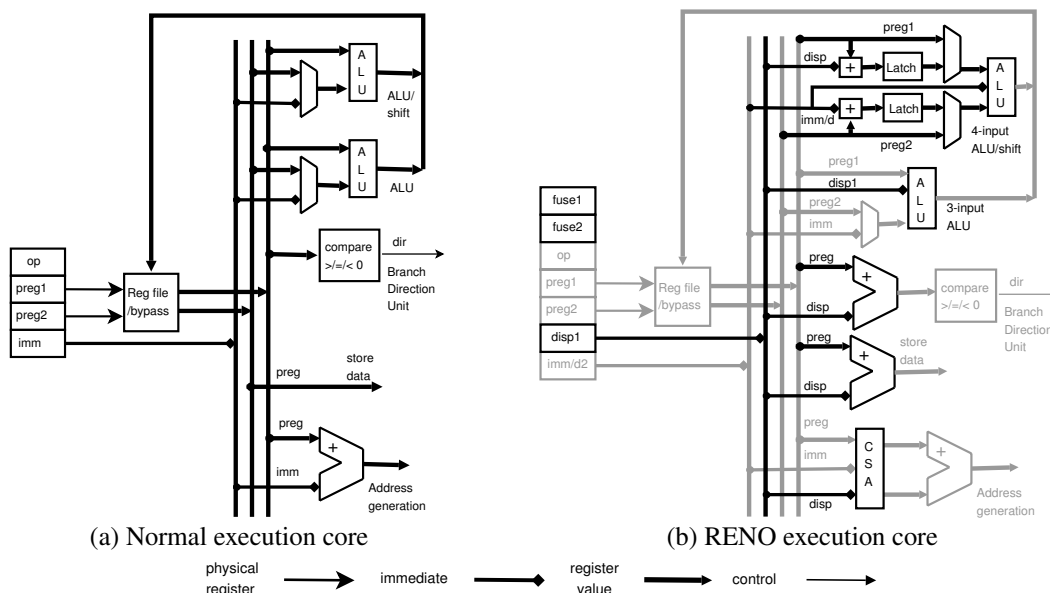 A
L
U
ALU/
shift
A
L
U
ALU
compare
>/=/< 0
dir
Branch
Direction
Unit
op
preg1
preg2
imm
Reg file
/bypass
preg
store
data
preg
+
imm
Address
generation
(a) Normal execution core
preg1
disp
+
Latch
A
L
U
imm/d
+
Latch
preg2
4-input
ALU/shift
preg1
disp1
A
L
U
preg2
imm
3-input
ALU
fuse1
fuse2
op
preg1
preg2
disp1
imm/d2
Reg file
/bypass
preg
+
disp
compare
>/=/< 0
dir
Branch
Direction
Unit
preg
+
disp
store
data
preg
imm
disp
C
S
A
+
Address
generation
(b) RENO execution core
physical
register
immediate
register
value
control